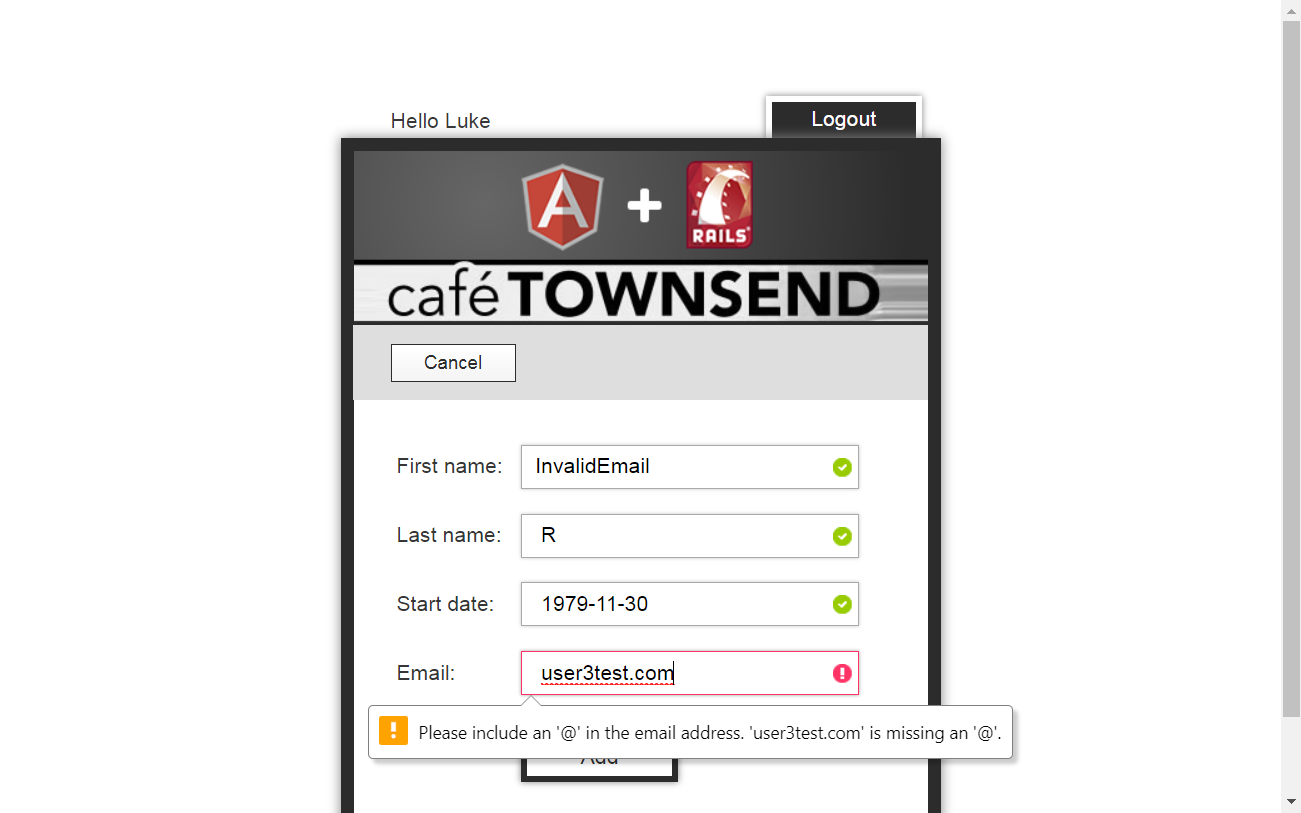 Hello Luke
Logout
A
RAILS
café TOWNSEND
Cancel
First name: InvalidEmail
Last name: R
Start date: 1979-11-30
Email: user3test.com
Please include an '@' in the email address. 'user3test.com' is missing an '@'.
Add